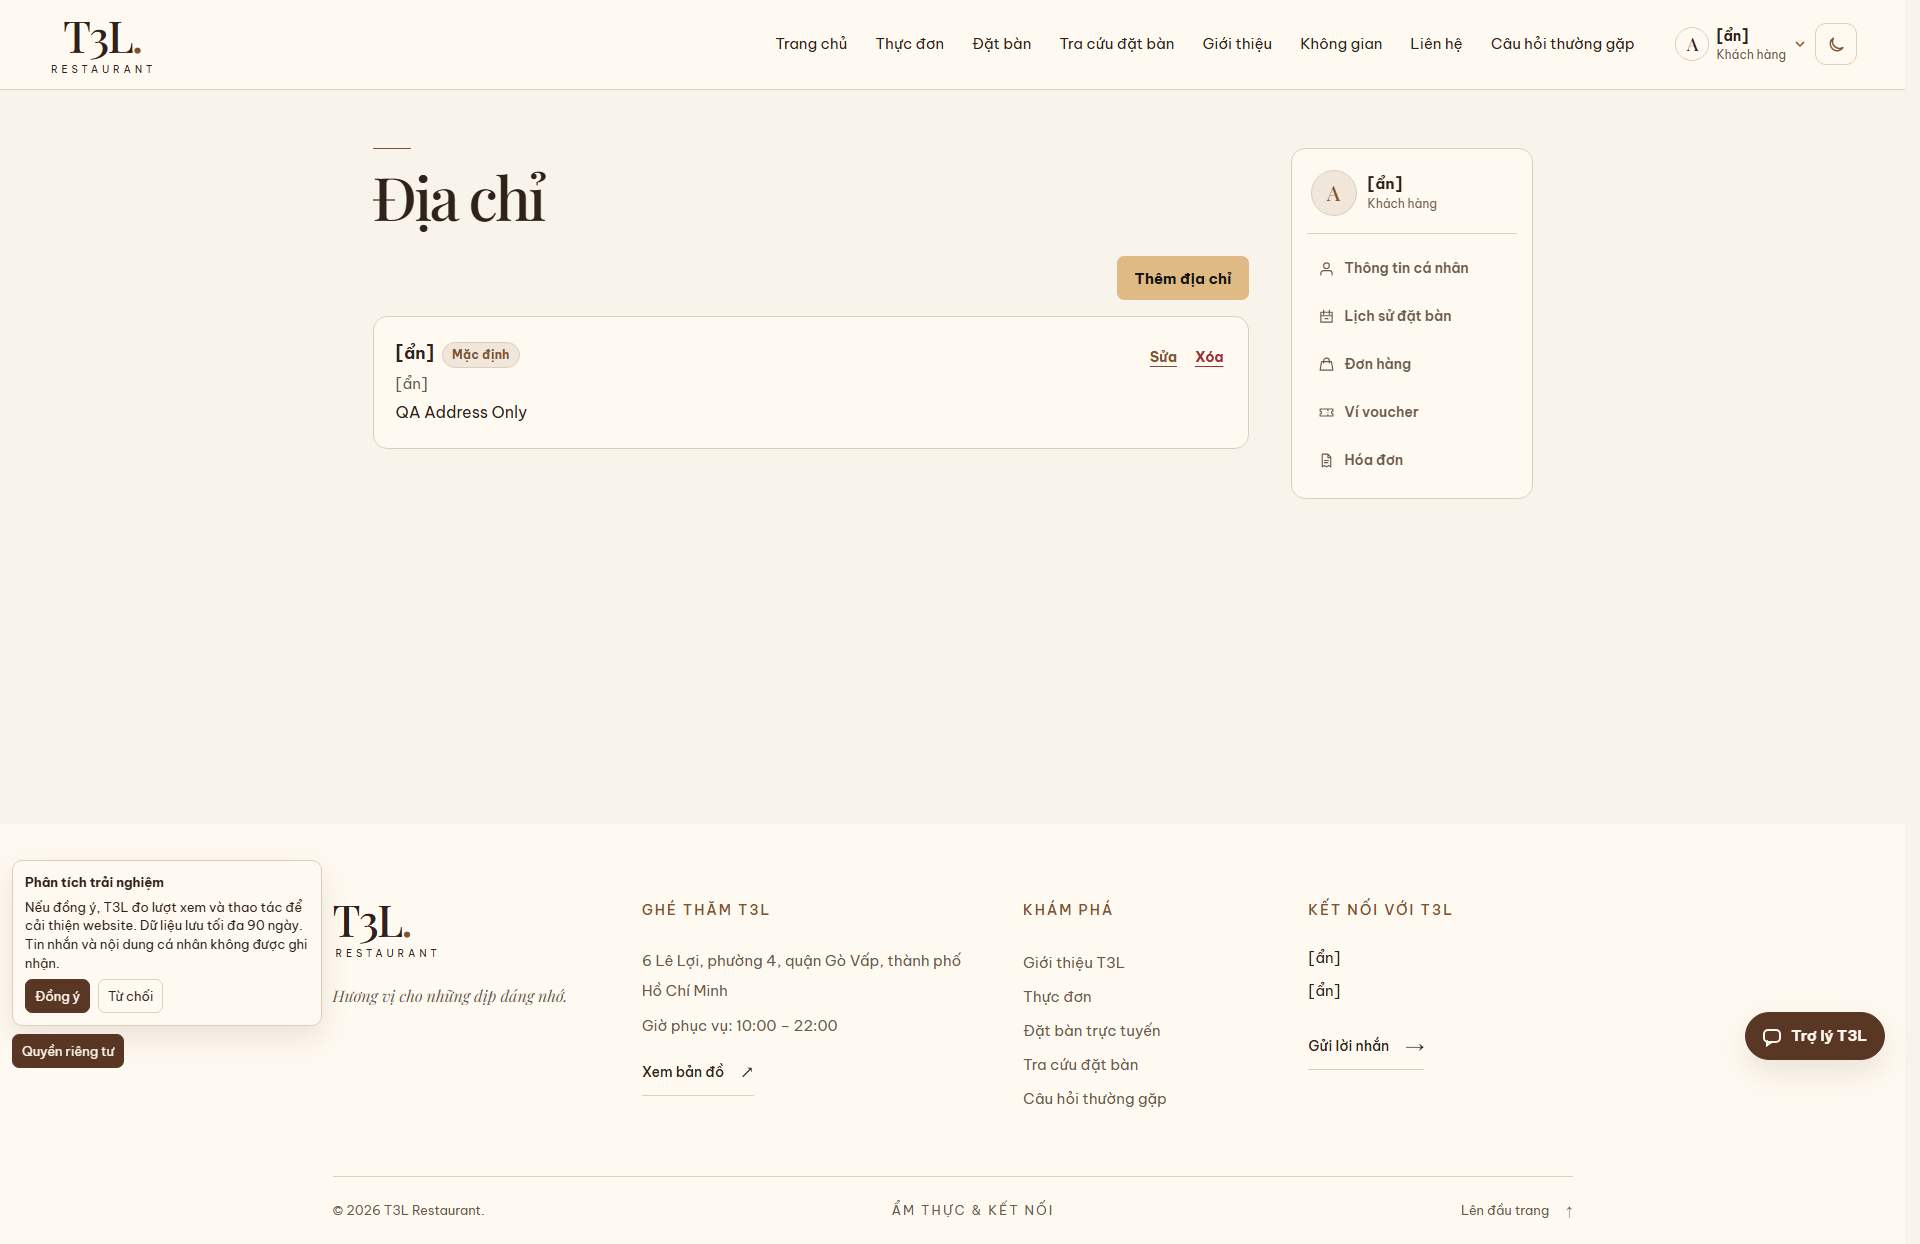 T3L.
RESTAURANT
Trang chủ
Thực đơn
Đặt bàn
Tra cứu đặt bàn
Giới thiệu
Không gian
Liên hệ
Câu hỏi thường gặp
A
[ẩn]
Khách hàng
Địa chỉ
Thêm địa chỉ
[ẩn] Mặc định
Sửa Xóa
[ẩn]
QA Address Only
A
[ẩn]
Khách hàng
Thông tin cá nhân
Lịch sử đặt bàn
Đơn hàng
Ví voucher
Hóa đơn
Phân tích trải nghiệm
Nếu đồng ý, T3L đo lượt xem và thao tác để
cải thiện website. Dữ liệu lưu tối đa 90 ngày.
Tin nhắn và nội dung cá nhân không được ghi
nhận.
Đồng ý
Từ chối
Quyền riêng tư
T3L.
RESTAURANT
Hương vị cho những dịp đáng nhớ.
GHÉ THĂM T3L
6 Lê Lợi, phường 4, quận Gò Vấp, thành phố
Hồ Chí Minh
Giờ phục vụ: 10:00 – 22:00
Xem bản đồ ↗
KHÁM PHÁ
Giới thiệu T3L
Thực đơn
Đặt bàn trực tuyến
Tra cứu đặt bàn
Câu hỏi thường gặp
KẾT NỐI VỚI T3L
[ẩn]
[ẩn]
Gửi lời nhắn →
Trợ lý T3L
© 2026 T3L Restaurant.
ẨM THỰC & KẾT NỐI
Lên đầu trang ↑